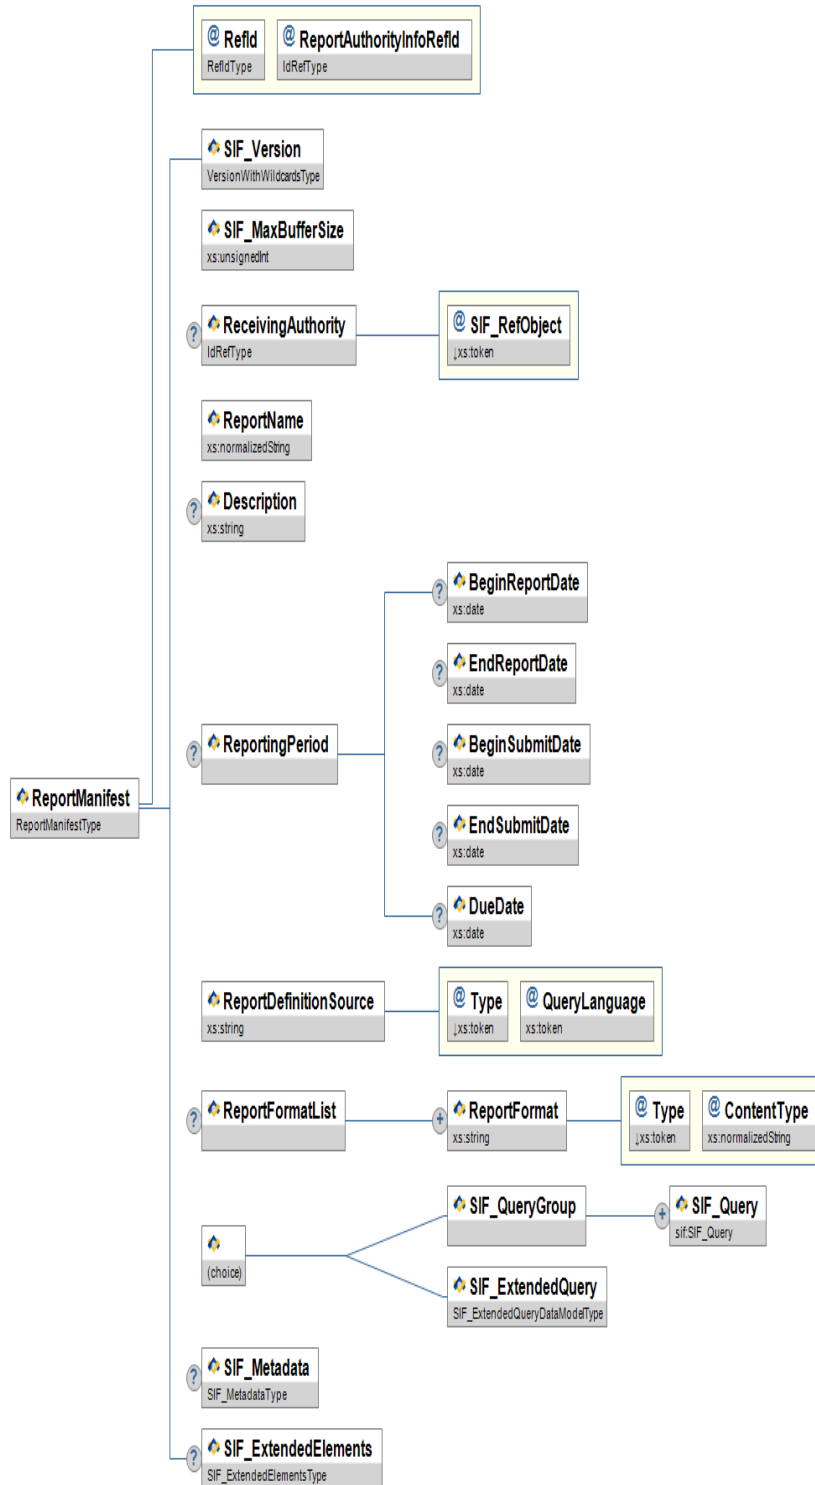 @ RefId
RefIdType
@ ReportAuthorityInfoRefId
IdRefType
SIF_Version
VersionWithWildcardsType
SIF_MaxBufferSize
xs:unsignedInt
? ReceivingAuthority
IdRefType
@ SIF_RefObject
↓xs:token
ReportName
xs:normalizedString
? Description
xs:string
? BeginReportDate
xs:date
? EndReportDate
xs:date
? ReportingPeriod
? BeginSubmitDate
xs:date
ReportManifest
ReportManifestType
? EndSubmitDate
xs:date
? DueDate
xs:date
ReportDefinitionSource
xs:string
@ Type
↓xs:token
@ QueryLanguage
xs:token
? ReportFormatList
+ ReportFormat
xs:string
@ Type
↓xs:token
@ ContentType
xs:normalizedString
(choice)
SIF_QueryGroup
+ SIF_Query
sif:SIF_Query
SIF_ExtendedQuery
SIF_ExtendedQueryDataModelType
? SIF_Metadata
SIF_MetadataType
? SIF_ExtendedElements
SIF_ExtendedElementsType